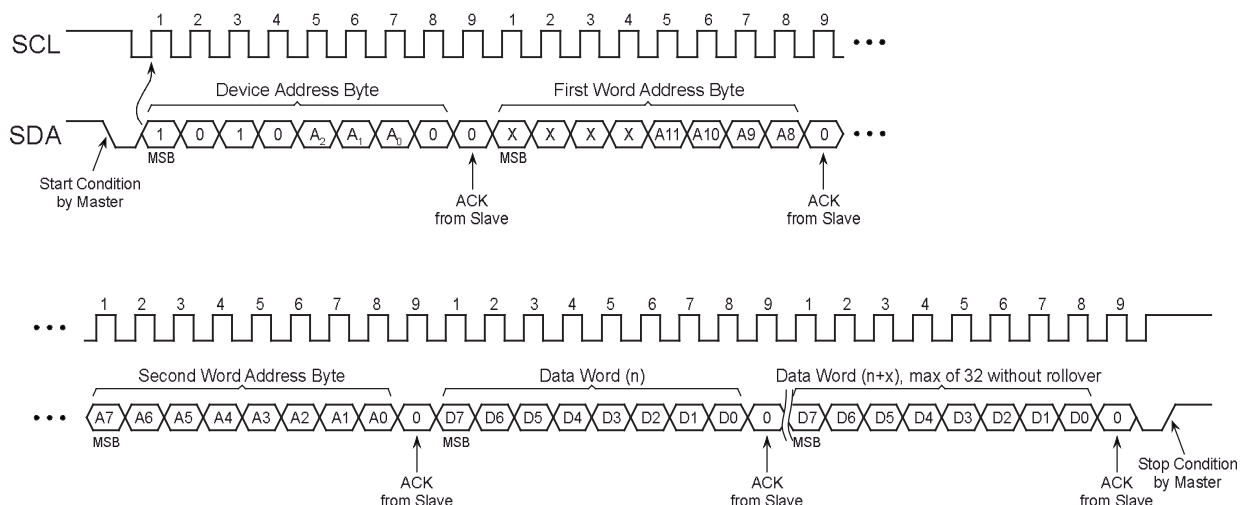 1 2 3 4 5 6 7 8 9 1 2 3 4 5 6 7 8 9
SCL
Device Address Byte First Word Address Byte
SDA 1 0 1 0 A2 A1 A0 0 0 X X X X A11 A10 A9 A8 0
MSB MSB
Start Condition
by Master
ACK
from Slave
ACK
from Slave
1 2 3 4 5 6 7 8 9 1 2 3 4 5 6 7 8 9 1 2 3 4 5 6 7 8 9
Second Word Address Byte Data Word (n) Data Word (n+x), max of 32 without rollover
A7 A6 A5 A4 A3 A2 A1 A0 0 D7 D6 D5 D4 D3 D2 D1 D0 0 D7 D6 D5 D4 D3 D2 D1 D0 0
MSB MSB MSB
ACK
from Slave
ACK
from Slave
ACK
from Slave
Stop Condition
by Master